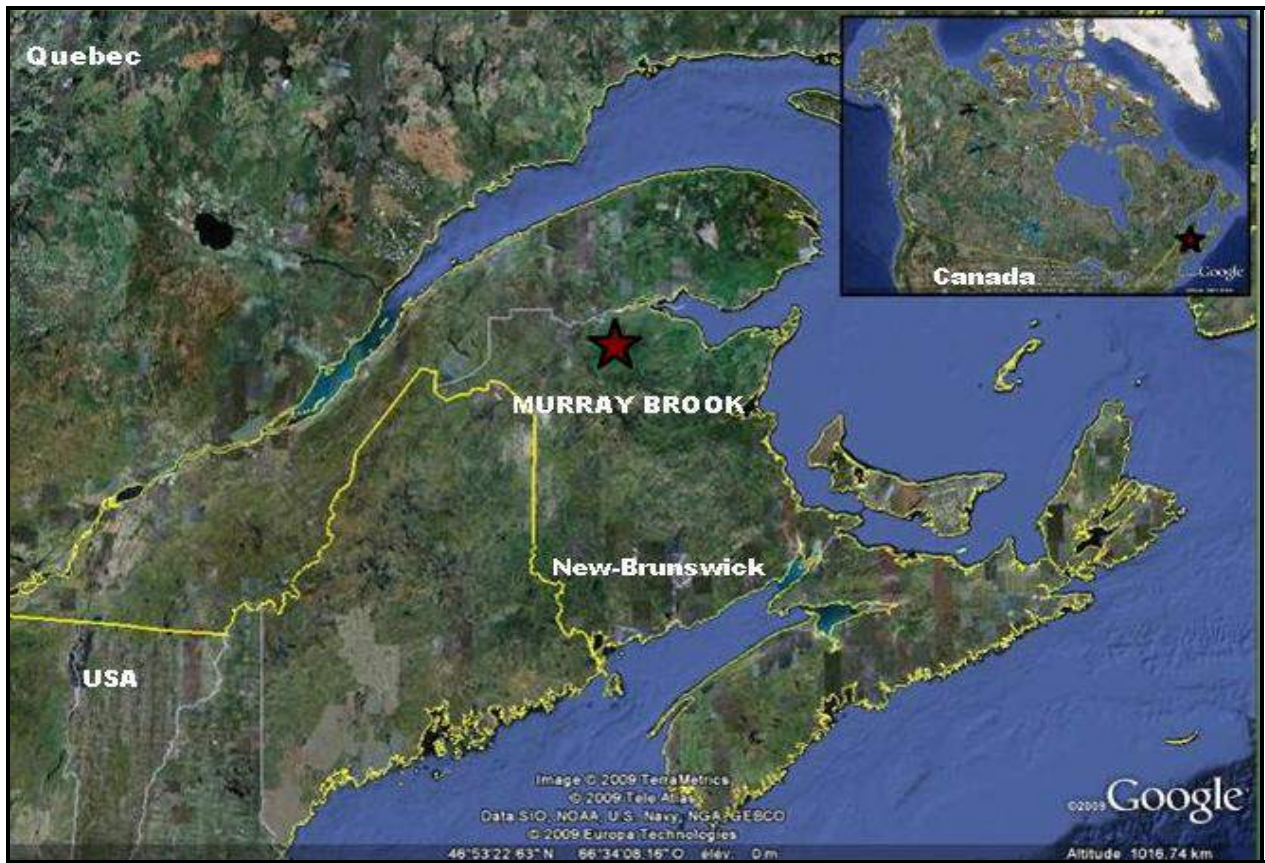 Quebec
Canada
Google
MURRAY BROOK
New-Brunswick
USA
Image © 2009 TerraMetrics
© 2009 Tele Atlas
Data SIO, NOAA, U.S. Navy, NGA, GEBCO
© 2009 Europa Technologies
©2009 Google
46°53'22.63" N 66°34'08.16" O élév. 0 m
Altitude 1016.74 km